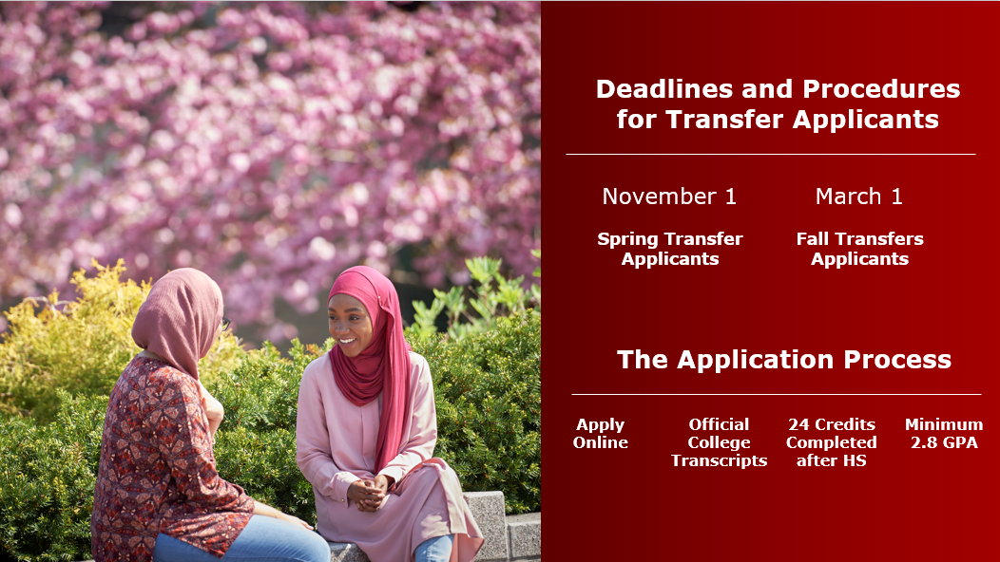 Deadlines and Procedures
for Transfer Applicants
November 1
Spring Transfer
Applicants
March 1
Fall Transfers
Applicants
The Application Process
Apply
Online
Official
College
Transcripts
24 Credits
Completed
after HS
Minimum
2.8 GPA